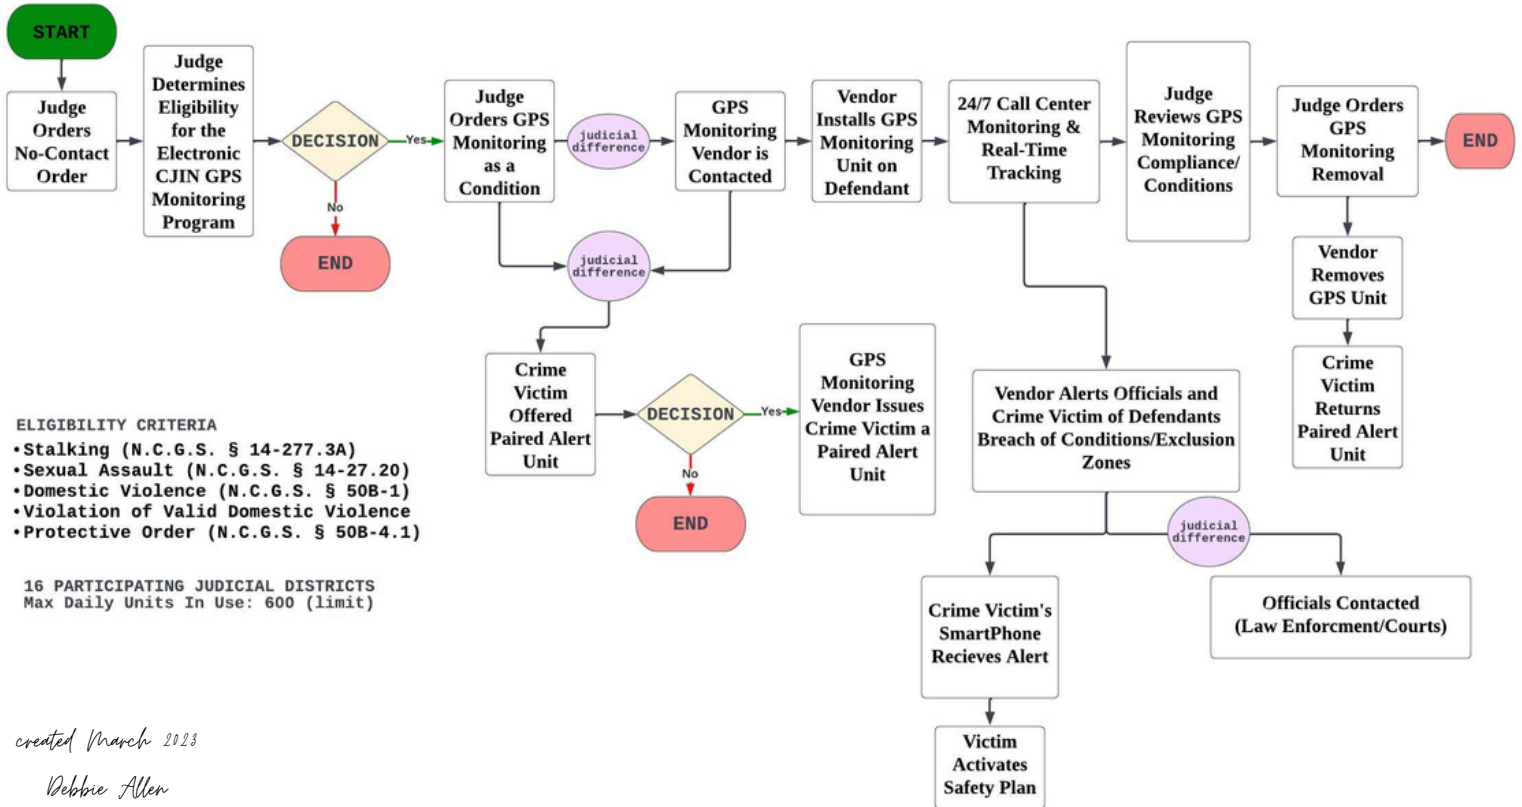 START
Judge
Orders
No-Contact
Order
Judge
Determines
Eligibility
for the
Electronic
CJIN GPS
Monitoring
Program
DECISION
Yes
No
END
Judge
Orders GPS
Monitoring
as a
Condition
judicial
difference
GPS
Monitoring
Vendor is
Contacted
judicial
difference
Vendor
Installs GPS
Monitoring
Unit on
Defendant
24/7 Call Center
Monitoring &
Real-Time
Tracking
Judge
Reviews GPS
Monitoring
Compliance/
Conditions
Judge Orders
GPS
Monitoring
Removal
END
Vendor
Removes
GPS Unit
Crime
Victim
Returns
Paired Alert
Unit
Crime
Victim
Offered
Paired Alert
Unit
DECISION
Yes
No
END
GPS
Monitoring
Vendor Issues
Crime Victim a
Paired Alert
Unit
Vendor Alerts Officials and
Crime Victim of Defendants
Breach of Conditions/Exclusion
Zones
judicial
difference
Crime Victim's
SmartPhone
Recieves Alert
Officials Contacted
(Law Enforcment/Courts)
Victim
Activates
Safety Plan
ELIGIBILITY CRITERIA
•Stalking (N.C.G.S. § 14-277.3A)
•Sexual Assault (N.C.G.S. § 14-27.20)
•Domestic Violence (N.C.G.S. § 50B-1)
•Violation of Valid Domestic Violence
•Protective Order (N.C.G.S. § 50B-4.1)
16 PARTICIPATING JUDICIAL DISTRICTS
Max Daily Units In Use: 600 (limit)
created March 2023
Debbie Allen